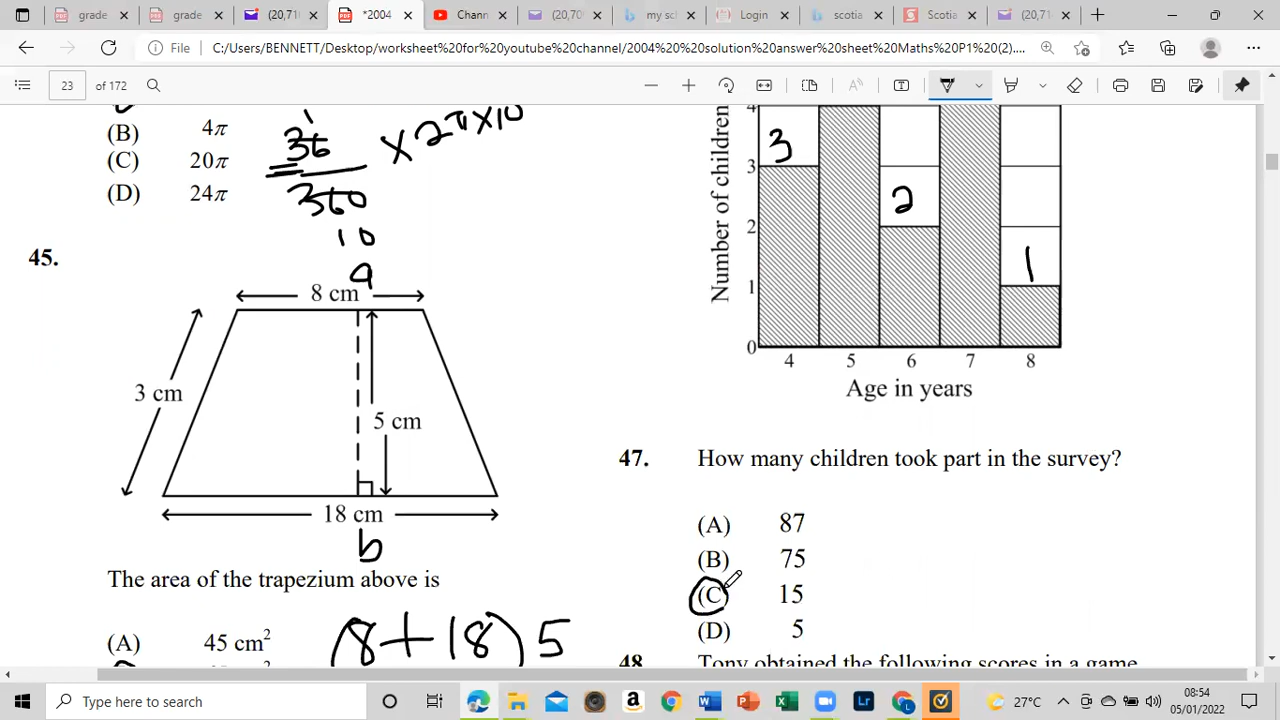 grade
grade
(20,71(
*2004
Chann
(20,70
my scl
Login
scotia
Scotia
(20,71
File
C:/Users/BENNETT/Desktop/worksheet%20for%20youtube%20channel/2004%20%20solution%20answer%20sheet%20Maths%20P1%20(2)....
23 of 172
(B) 4π
(C) 20π
(D) 24π
1
36 × 2π×10
=
360
10
45.
a
8 cm
3 cm
5 cm
18 cm
b
The area of the trapezium above is
(A) 45 cm²
(8+18)5
Number of children
4
3
2
1
0
3
2
1
4 5 6 7 8
Age in years
47. How many children took part in the survey?
(A) 87
(B) 75
(C) 15
(D) 5
48 Tony obtained the following scores in a game
Type here to search
27°C
08:54
05/01/2022